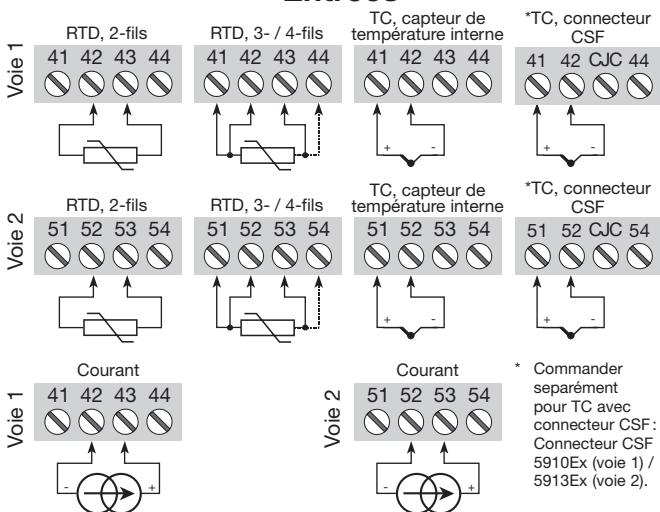 Entrées
Voie 1
RTD, 2-fils
41 42 43 44
RTD, 3- / 4-fils
41 42 43 44
TC, capteur de
température interne
41 42 43 44
+ -
*TC, connecteur
CSF
41 42 CJC 44
+ -
Voie 2
RTD, 2-fils
51 52 53 54
RTD, 3- / 4-fils
51 52 53 54
TC, capteur de
température interne
51 52 53 54
+ -
*TC, connecteur
CSF
51 52 CJC 54
+ -
Voie 1
Courant
41 42 43 44
- +
Voie 2
Courant
51 52 53 54
- +
* Commander
separément
pour TC avec
connecteur CSF :
Connecteur CSF
5910Ex (voie 1) /
5913Ex (voie 2).